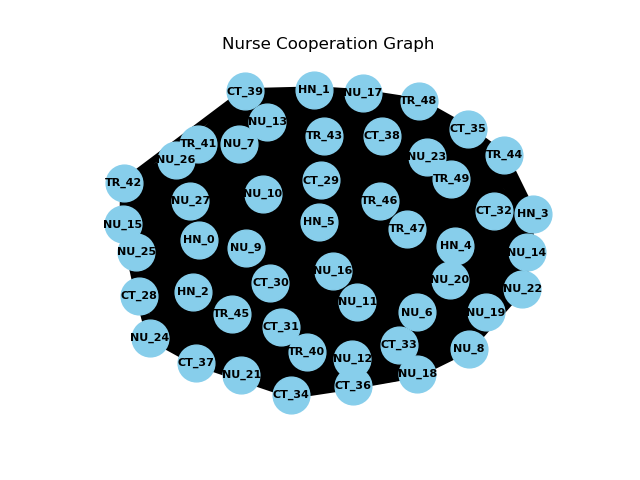 Nurse Cooperation Graph
CT_39
HN_1
NU_17
TR_48
NU_13
CT_35
TR_43
CT_38
TR_41
NU_7
NU_26
NU_23
TR_44
TR_42
CT_29
TR_49
NU_10
NU_27
TR_46
CT_32
HN_3
NU_15
HN_5
TR_47
HN_0
NU_9
HN_4
NU_25
NU_14
NU_16
CT_30
NU_20
NU_22
HN_2
CT_28
NU_11
TR_45
NU_6
NU_19
CT_31
NU_24
CT_33
NU_8
TR_40
NU_12
CT_37
NU_21
NU_18
CT_36
CT_34